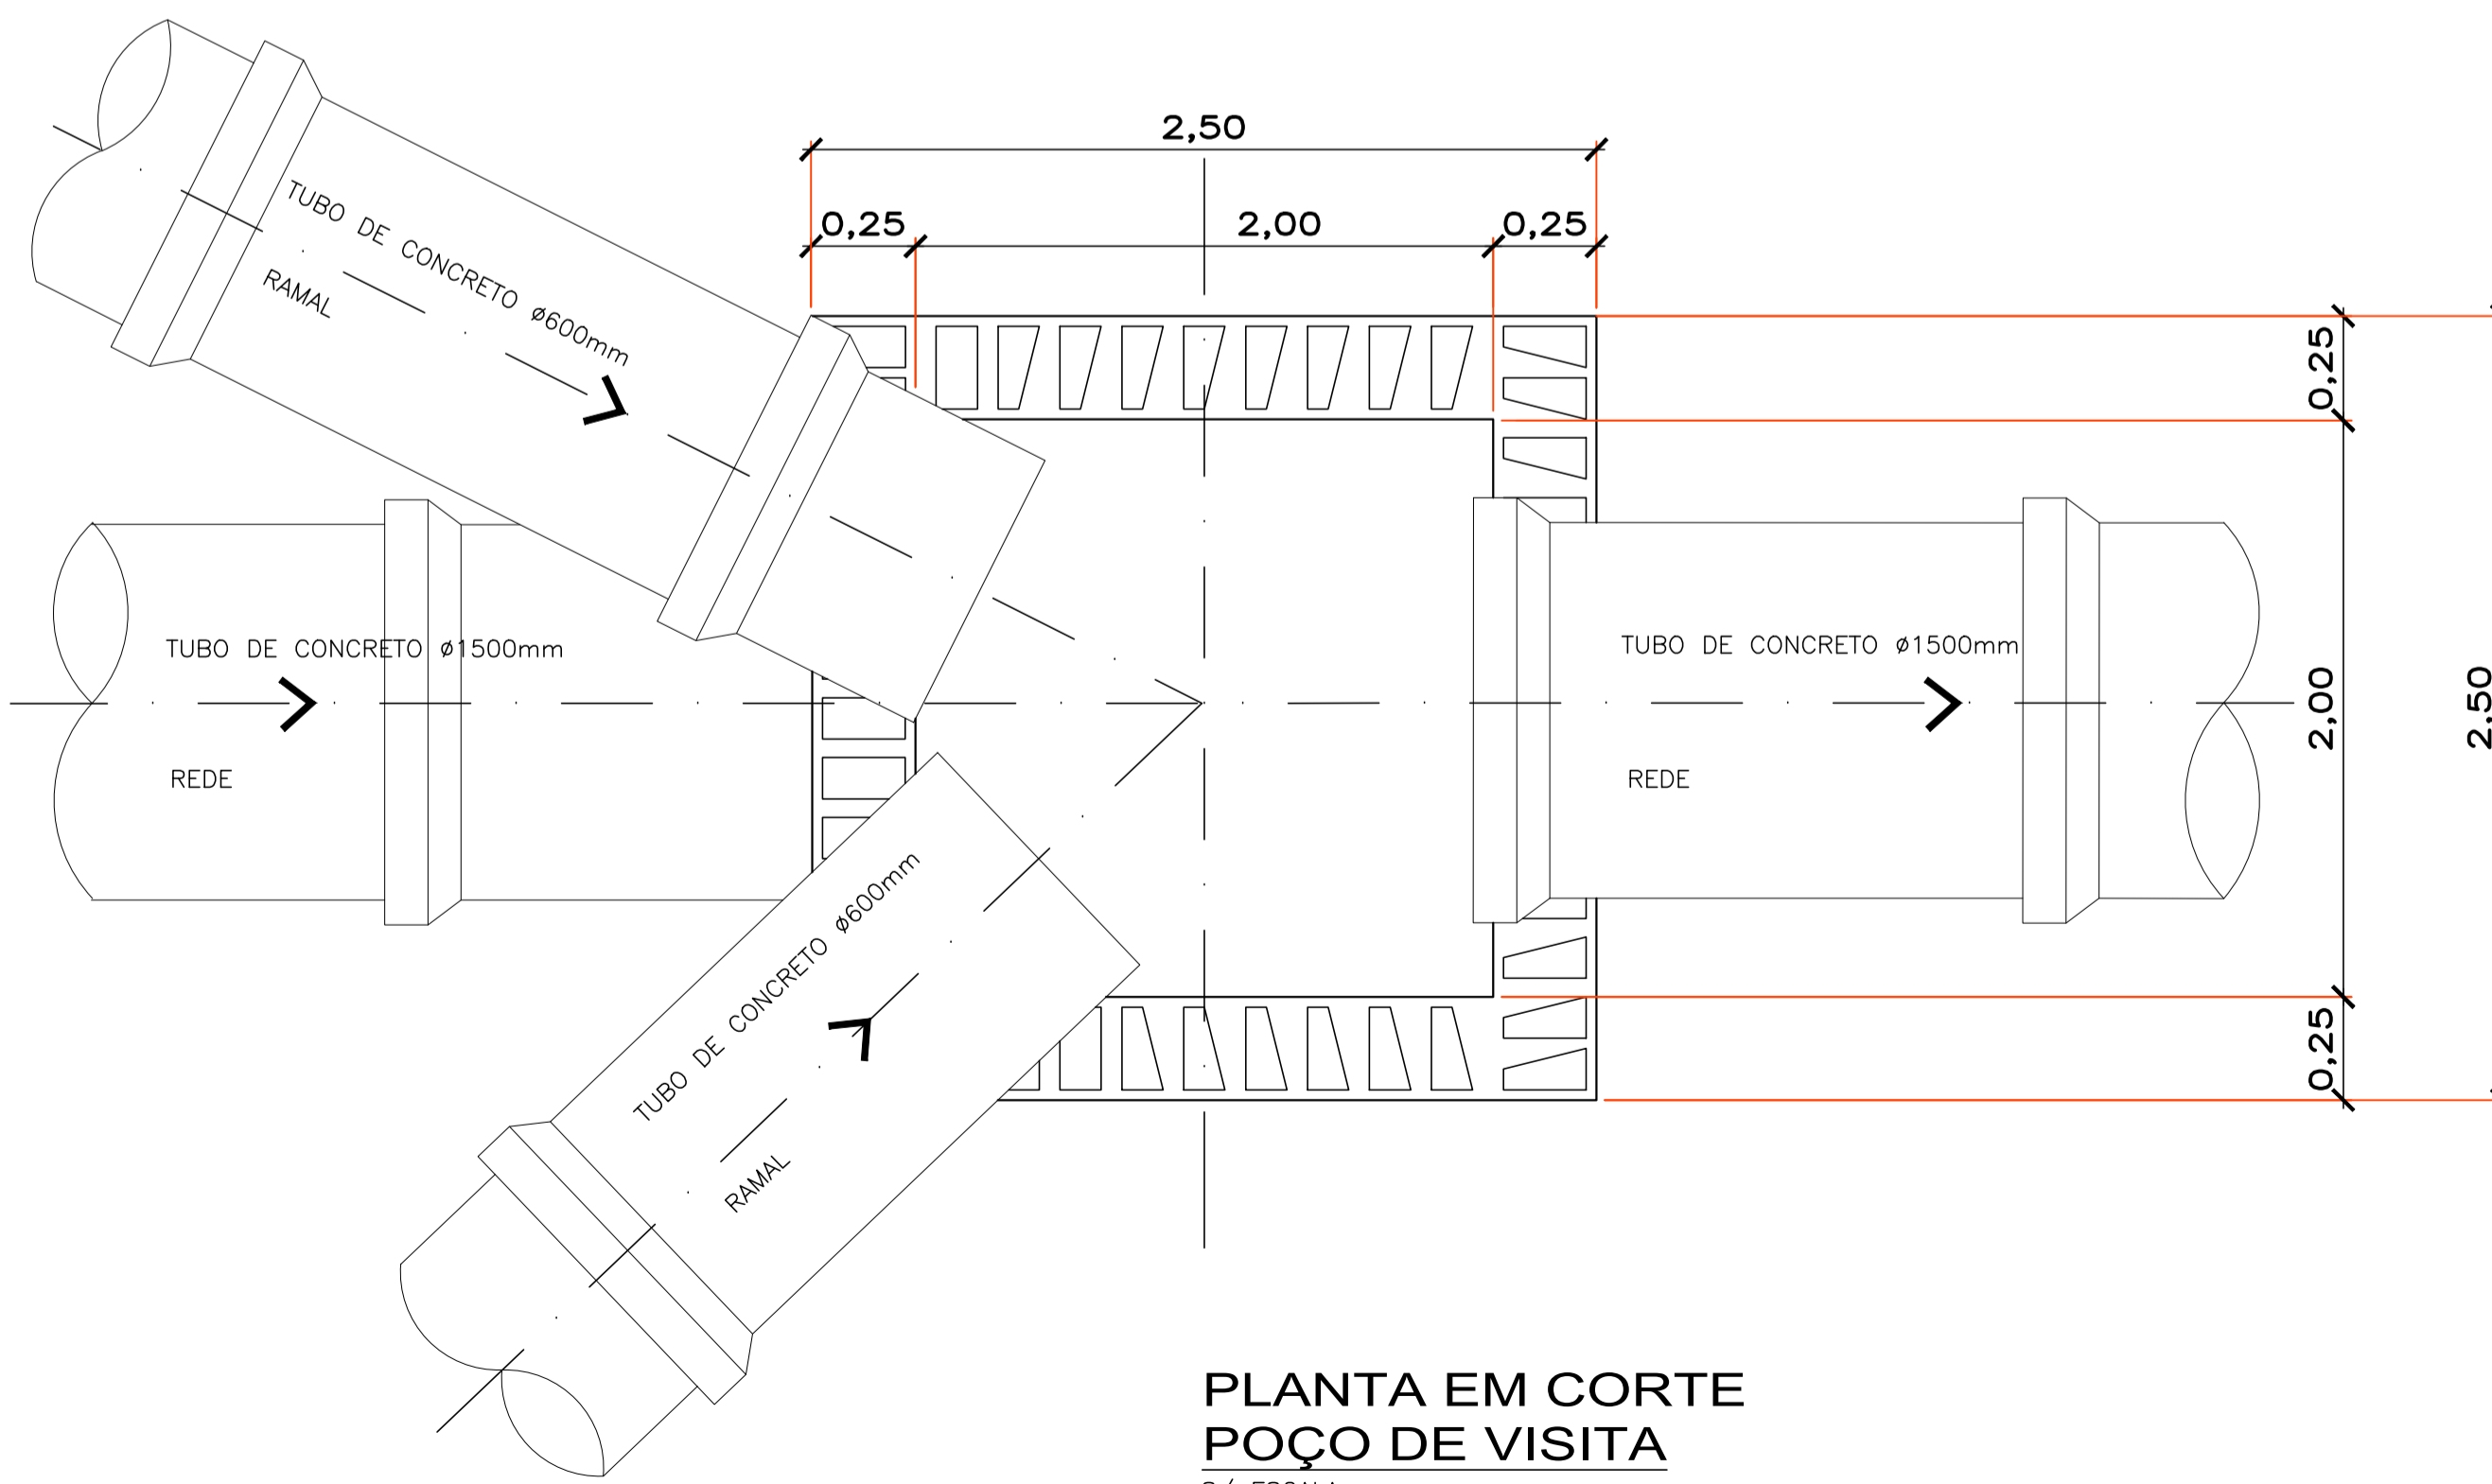 2,50
0,25
2,00
0,25
TUBO DE CONCRETO ø600mm
RAMAL
0,25
TUBO DE CONCRETO ø1500mm
REDE
TUBO DE CONCRETO ø1500mm
REDE
2,00
2,50
TUBO DE CONCRETO ø600mm
RAMAL
0,25
PLANTA EM CORTE
POÇO DE VISITA
S/ ESCALA